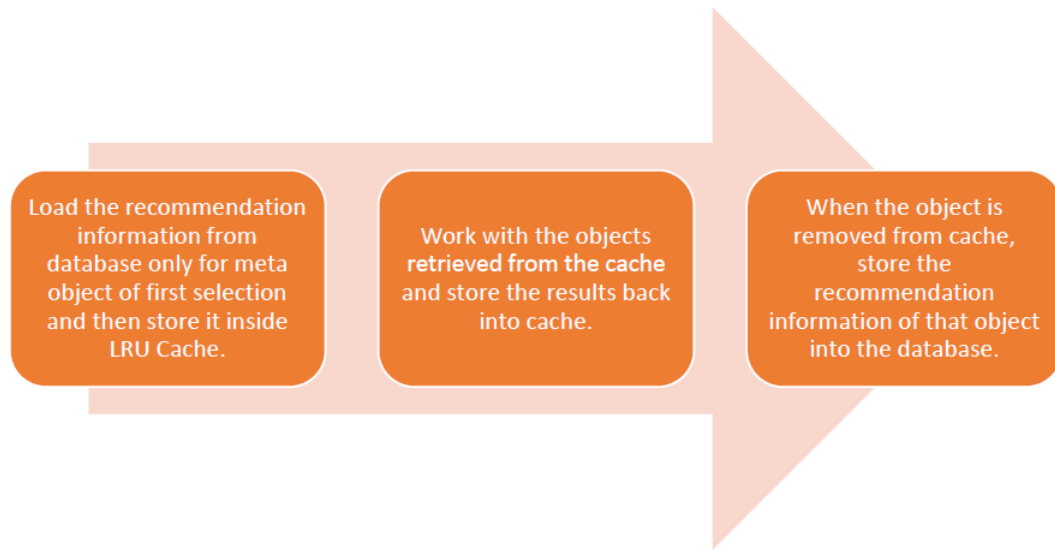 Load the recommendation
information from
database only for meta
object of first selection
and then store it inside
LRU Cache.
Work with the objects
retrieved from the cache
and store the results back
into cache.
When the object is
removed from cache,
store the
recommendation
information of that object
into the database.